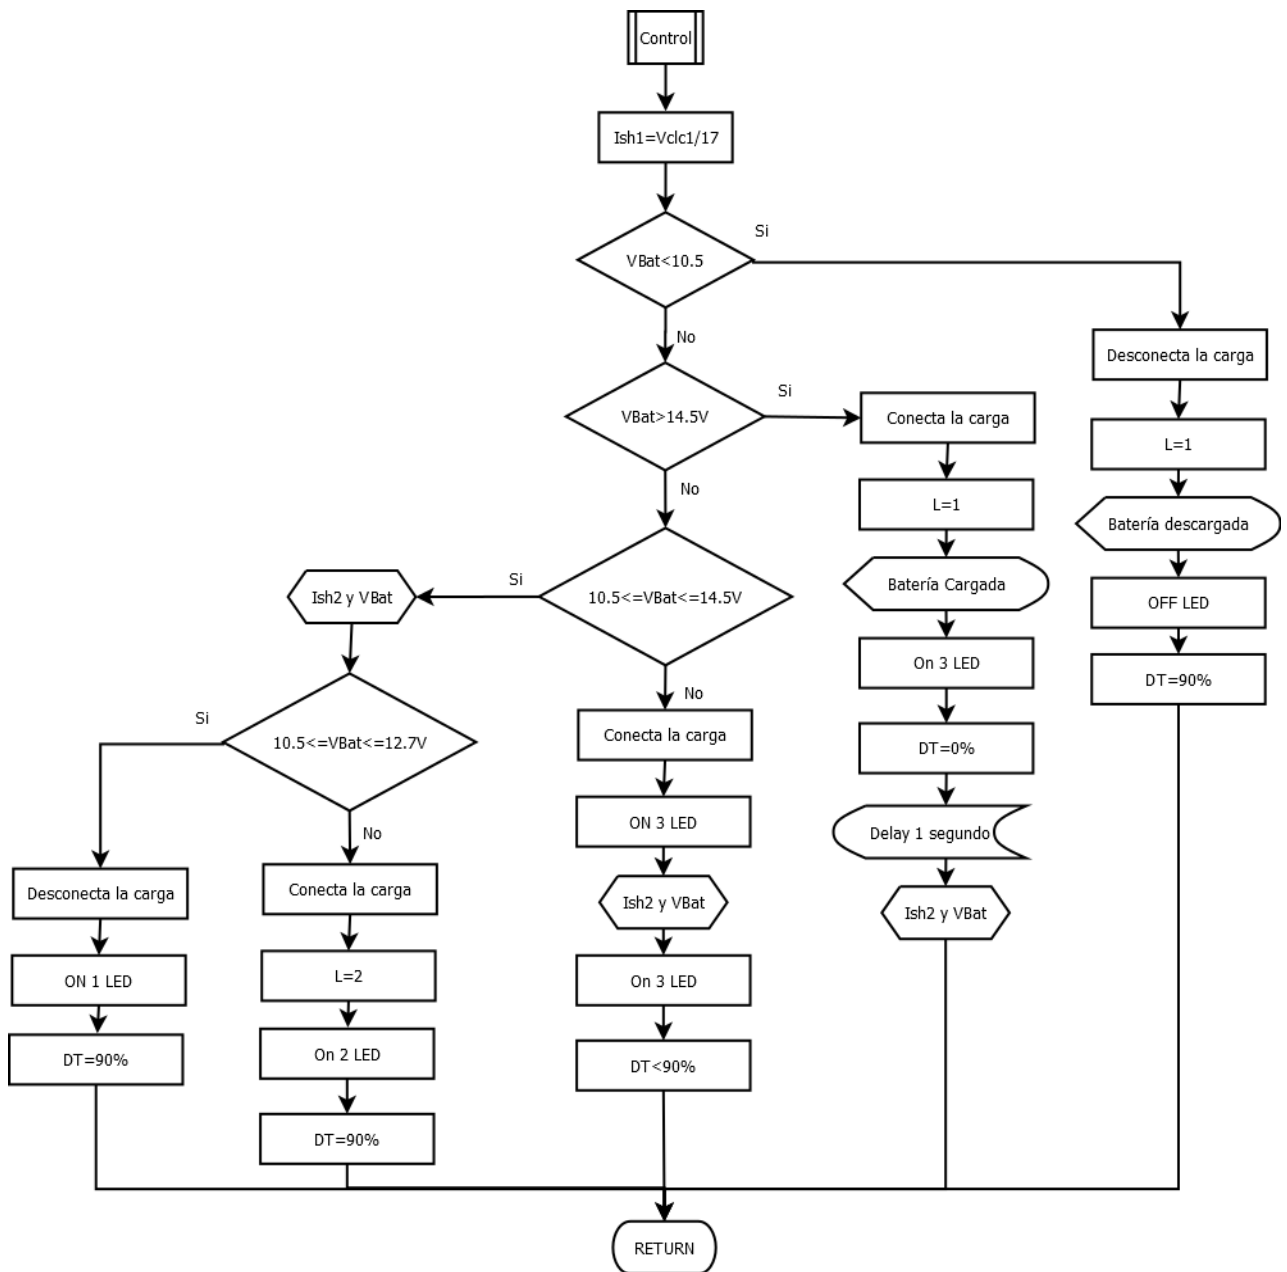 Control
Ish1=Vclc1/17
Si
VBat<10.5
No
Desconecta la carga
Si
VBat>14.5V
Conecta la carga
L=1
No
L=1
Batería descargada
Si
Ish2 y VBat
10.5<=VBat<=14.5V
Batería Cargada
OFF LED
On 3 LED
DT=90%
No
Si
10.5<=VBat<=12.7V
Conecta la carga
DT=0%
ON 3 LED
Delay 1 segundo
No
Desconecta la carga
Conecta la carga
Ish2 y VBat
Ish2 y VBat
ON 1 LED
L=2
On 3 LED
DT=90%
On 2 LED
DT<90%
DT=90%
RETURN